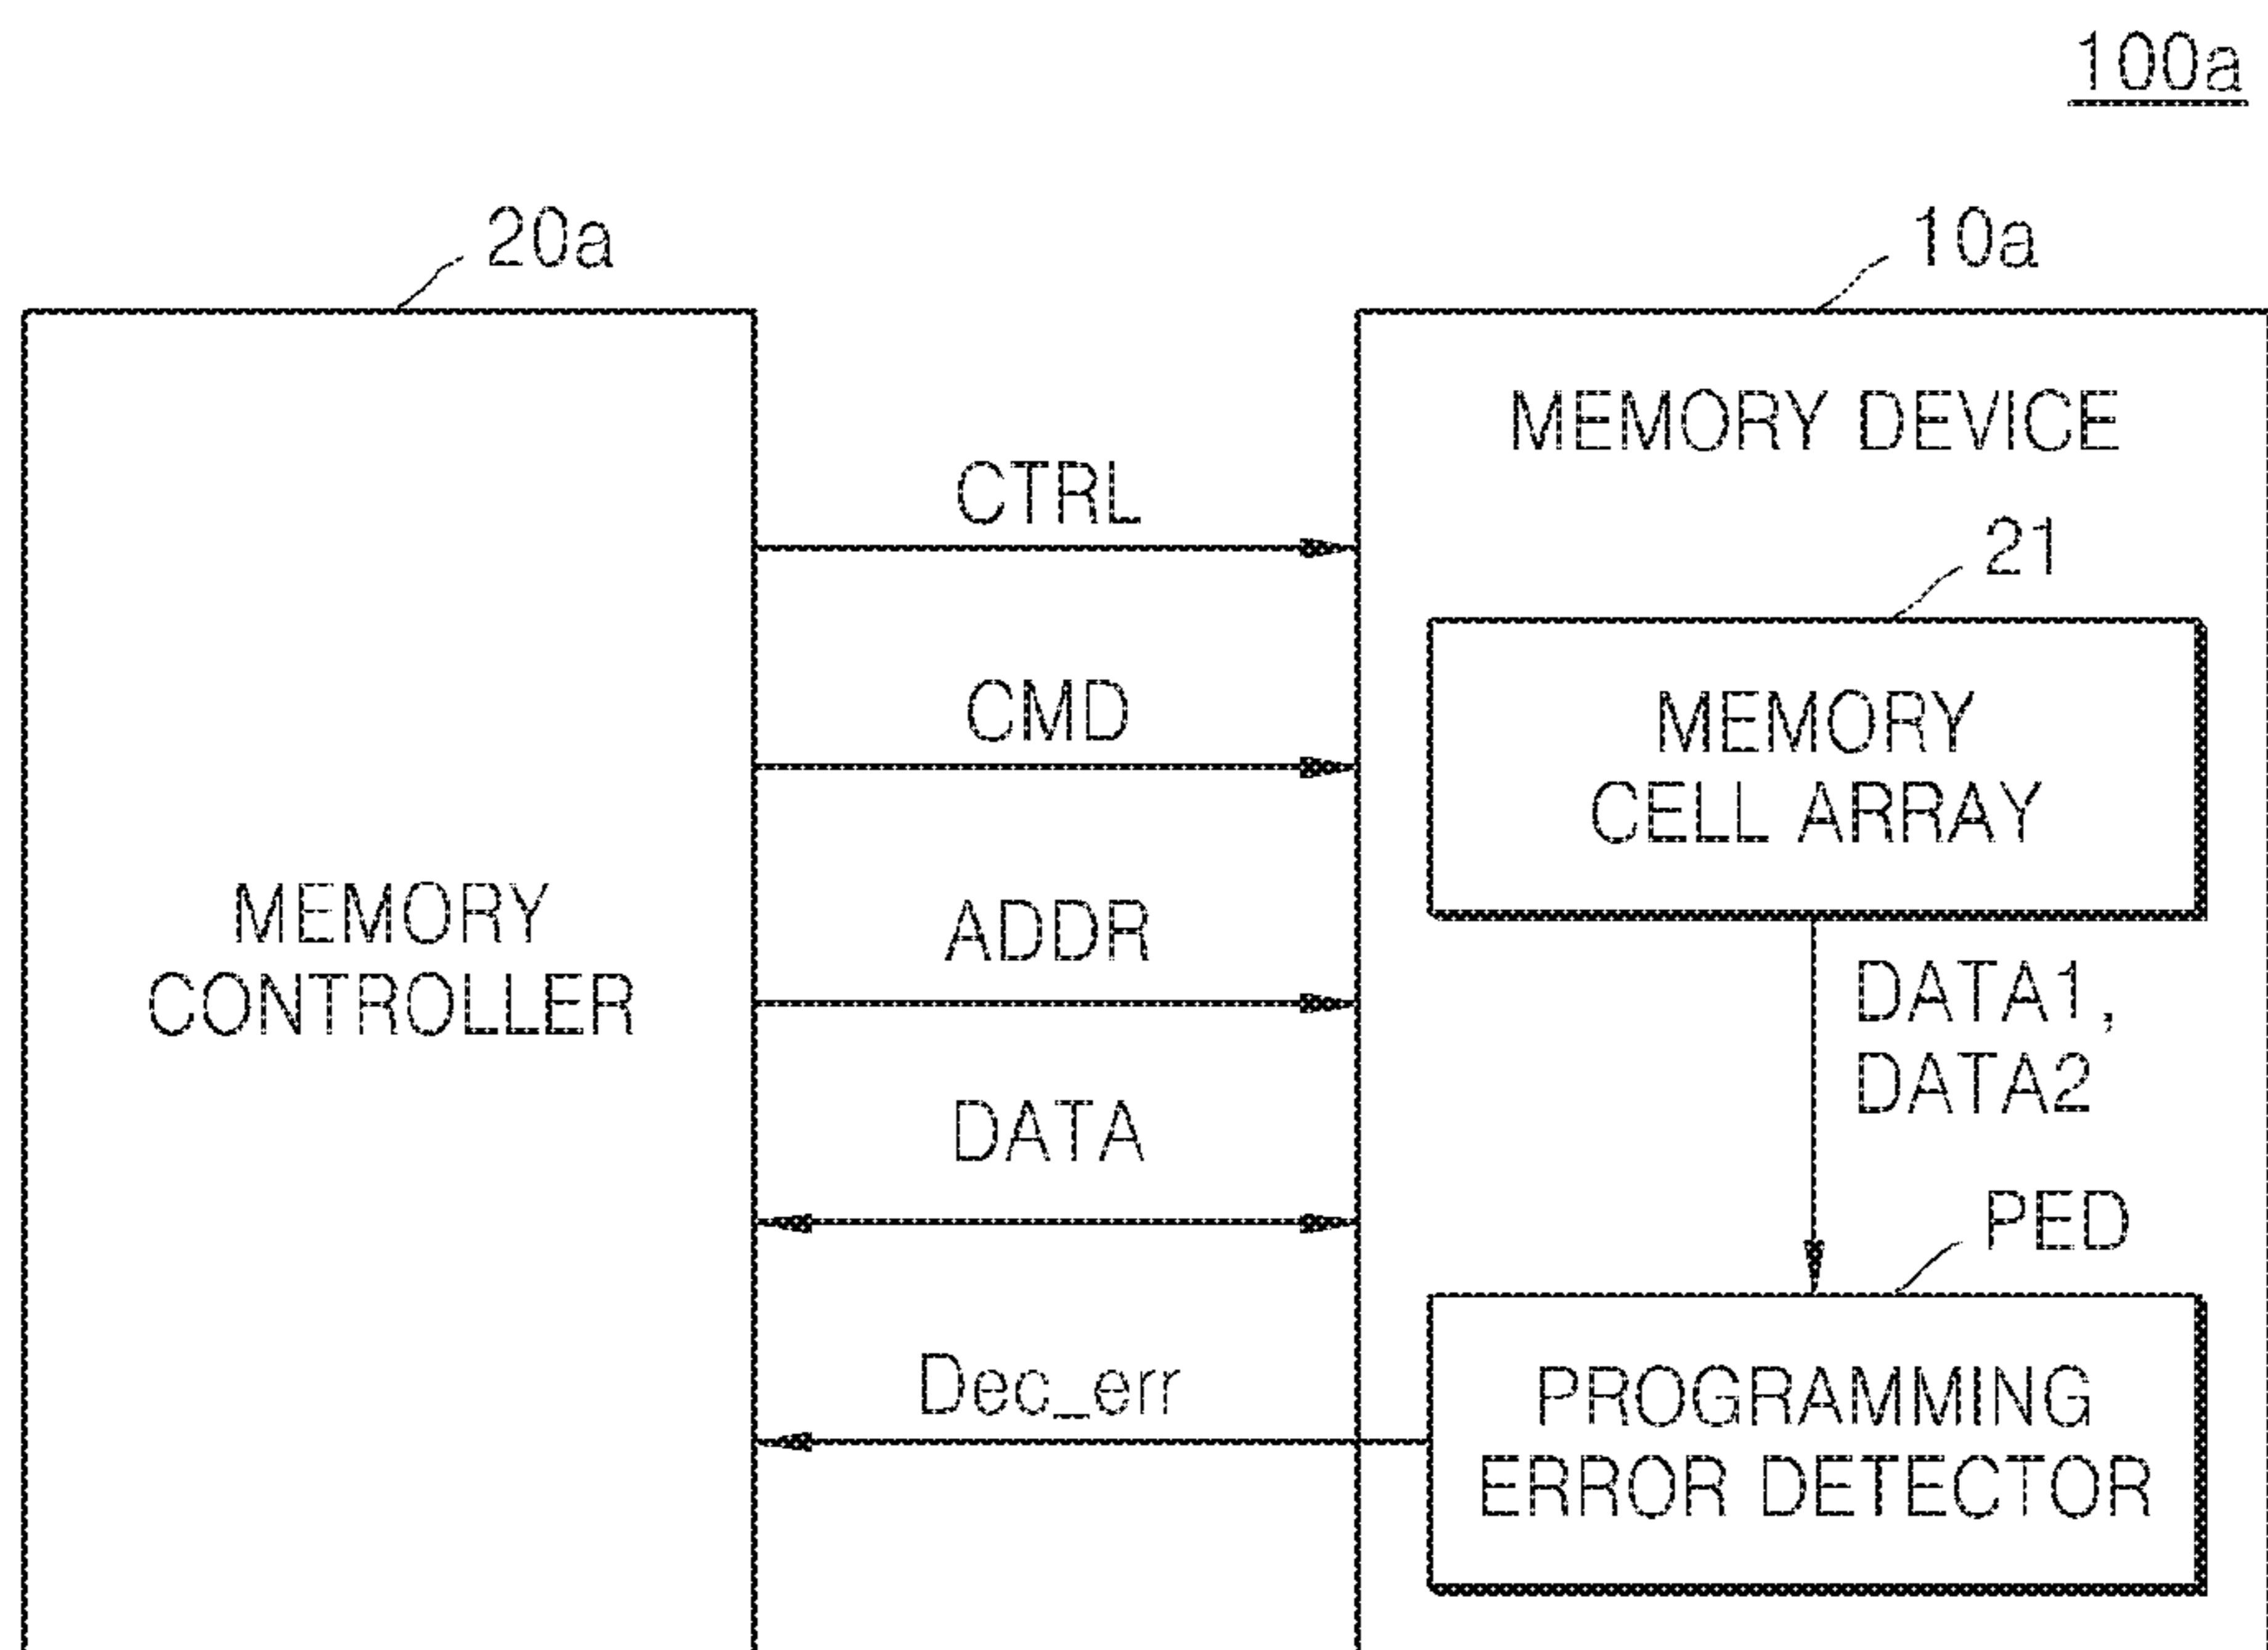 100a
20a
10a
MEMORY DEVICE
CTRL
21
CMD
MEMORY
CELL ARRAY
MEMORY
CONTROLLER
ADDR
DATA1,
DATA2
DATA
PED
Dec_err
PROGRAMMING
ERROR DETECTOR